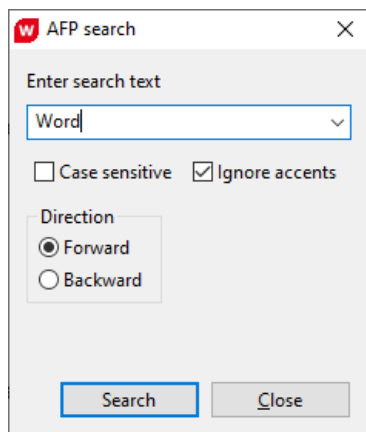 W AFP search
Enter search text
Word
Case sensitive Ignore accents
Direction
Forward
Backward
Search Close